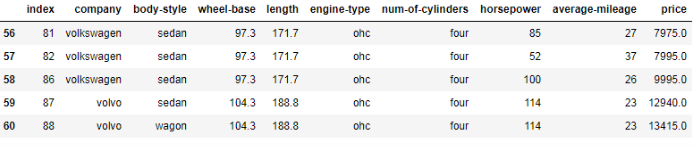 index company body-style wheel-base length engine-type num-of-cylinders horsepower average-mileage price
56 81 volkswagen sedan 97.3 171.7 ohc four 85 27 7975.0
57 82 volkswagen sedan 97.3 171.7 ohc four 52 37 7995.0
58 86 volkswagen sedan 97.3 171.7 ohc four 100 26 9995.0
59 87 volvo sedan 104.3 188.8 ohc four 114 23 12940.0
60 88 volvo wagon 104.3 188.8 ohc four 114 23 13415.0